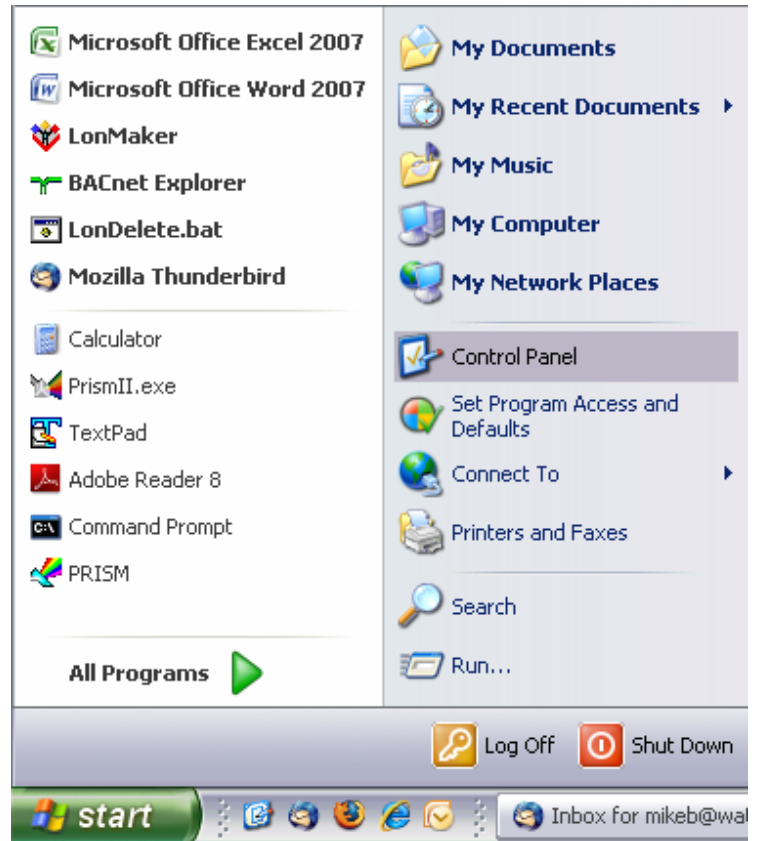 Microsoft Office Excel 2007
Microsoft Office Word 2007
LonMaker
BACnet Explorer
LonDelete.bat
Mozilla Thunderbird
Calculator
PrismII.exe
TextPad
Adobe Reader 8
Command Prompt
PRISM
All Programs
My Documents
My Recent Documents
My Music
My Computer
My Network Places
Control Panel
Set Program Access and
Defaults
Connect To
Printers and Faxes
Search
Run...
Log Off
Shut Down
start
Inbox for mikeb@wat